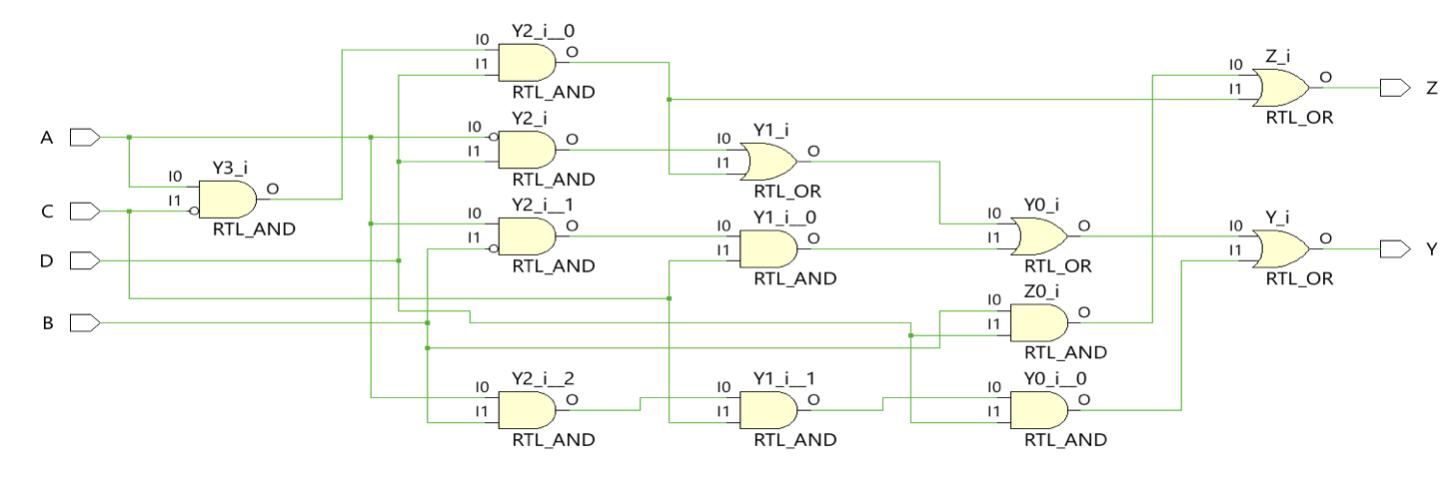 Y2_i__0
I0
O
I1
RTL_AND
Z_i
I0
O
I1
Z
RTL_OR
A
Y2_i
I0
O
I1
RTL_AND
Y1_i
I0
O
I1
RTL_OR
Y3_i
I0
O
I1
RTL_AND
C
Y2_i__1
I0
O
I1
RTL_AND
Y1_i__0
I0
O
I1
RTL_AND
Y0_i
I0
O
I1
RTL_OR
Y_i
I0
O
I1
Y
RTL_OR
D
Z0_i
I0
O
I1
RTL_AND
B
Y2_i__2
I0
O
I1
RTL_AND
Y1_i__1
I0
O
I1
RTL_AND
Y0_i__0
I0
O
I1
RTL_AND